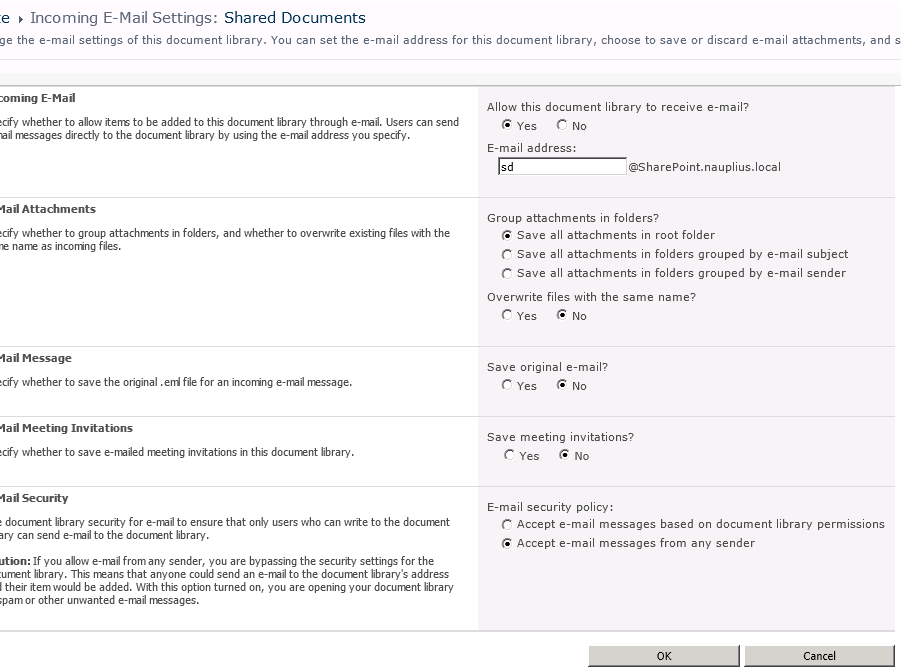 te ▸ Incoming E-Mail Settings: Shared Documents
ge the e-mail settings of this document library. You can set the e-mail address for this document library, choose to save or discard e-mail attachments, and s
coming E-Mail
ecify whether to allow items to be added to this document library through e-mail. Users can send
mail messages directly to the document library by using the e-mail address you specify.
Allow this document library to receive e-mail?
Yes No
E-mail address:
sd @SharePoint.nauplius.local
Mail Attachments
ecify whether to group attachments in folders, and whether to overwrite existing files with the
me name as incoming files.
Group attachments in folders?
Save all attachments in root folder
Save all attachments in folders grouped by e-mail subject
Save all attachments in folders grouped by e-mail sender
Overwrite files with the same name?
Yes No
Mail Message
ecify whether to save the original .eml file for an incoming e-mail message.
Save original e-mail?
Yes No
Mail Meeting Invitations
ecify whether to save e-mailed meeting invitations in this document library.
Save meeting invitations?
Yes No
Mail Security
e document library security for e-mail to ensure that only users who can write to the document
ary can send e-mail to the document library.
ution: If you allow e-mail from any sender, you are bypassing the security settings for the
cument library. This means that anyone could send an e-mail to the document library's address
d their item would be added. With this option turned on, you are opening your document library
spam or other unwanted e-mail messages.
E-mail security policy:
Accept e-mail messages based on document library permissions
Accept e-mail messages from any sender
OK Cancel